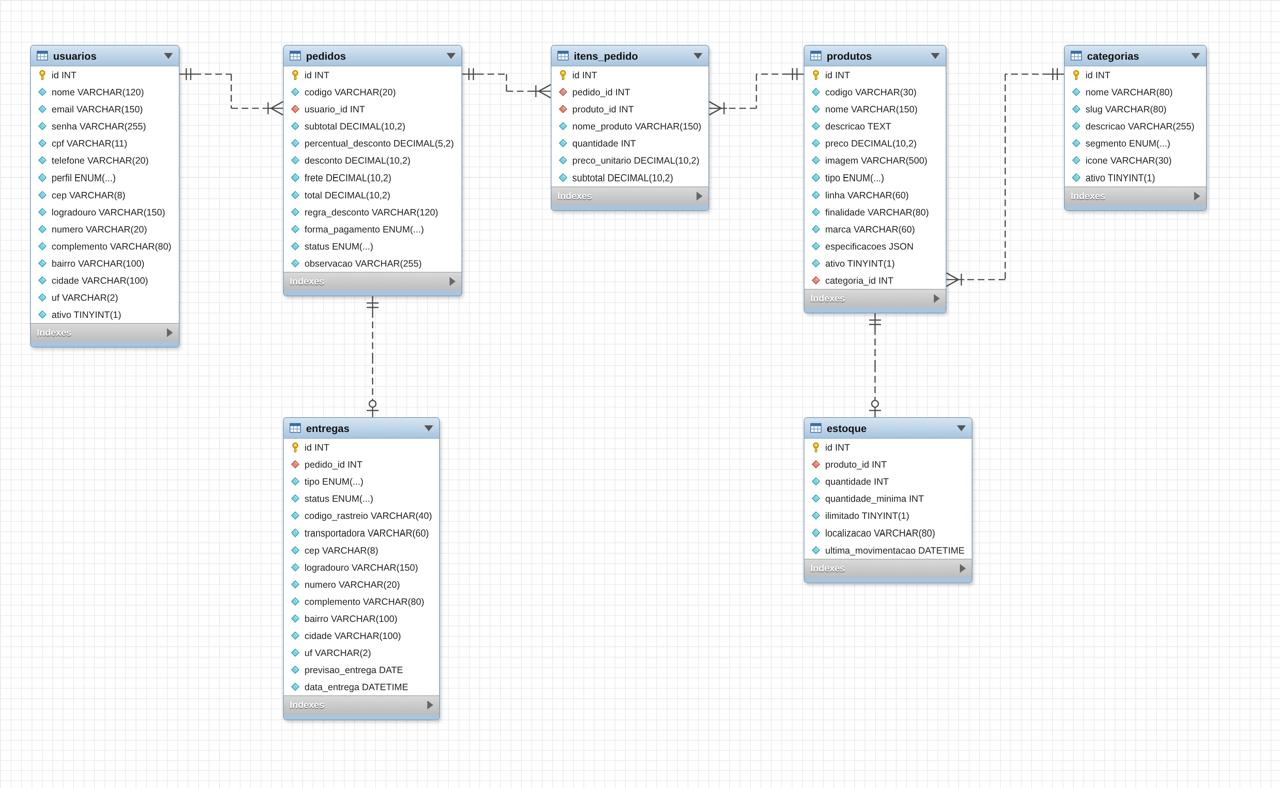 usuarios
id INT
nome VARCHAR(120)
email VARCHAR(150)
senha VARCHAR(255)
cpf VARCHAR(11)
telefone VARCHAR(20)
perfil ENUM(...)
cep VARCHAR(8)
logradouro VARCHAR(150)
numero VARCHAR(20)
complemento VARCHAR(80)
bairro VARCHAR(100)
cidade VARCHAR(100)
uf VARCHAR(2)
ativo TINYINT(1)
Indexes
pedidos
id INT
codigo VARCHAR(20)
usuario_id INT
subtotal DECIMAL(10,2)
percentual_desconto DECIMAL(5,2)
desconto DECIMAL(10,2)
frete DECIMAL(10,2)
total DECIMAL(10,2)
regra_desconto VARCHAR(120)
forma_pagamento ENUM(...)
status ENUM(...)
observacao VARCHAR(255)
Indexes
itens_pedido
id INT
pedido_id INT
produto_id INT
nome_produto VARCHAR(150)
quantidade INT
preco_unitario DECIMAL(10,2)
subtotal DECIMAL(10,2)
Indexes
produtos
id INT
codigo VARCHAR(30)
nome VARCHAR(150)
descricao TEXT
preco DECIMAL(10,2)
imagem VARCHAR(500)
tipo ENUM(...)
linha VARCHAR(60)
finalidade VARCHAR(80)
marca VARCHAR(60)
especificacoes JSON
ativo TINYINT(1)
categoria_id INT
Indexes
categorias
id INT
nome VARCHAR(80)
slug VARCHAR(80)
descricao VARCHAR(255)
segmento ENUM(...)
icone VARCHAR(30)
ativo TINYINT(1)
Indexes
entregas
id INT
pedido_id INT
tipo ENUM(...)
status ENUM(...)
codigo_rastreio VARCHAR(40)
transportadora VARCHAR(60)
cep VARCHAR(8)
logradouro VARCHAR(150)
numero VARCHAR(20)
complemento VARCHAR(80)
bairro VARCHAR(100)
cidade VARCHAR(100)
uf VARCHAR(2)
previsao_entrega DATE
data_entrega DATETIME
Indexes
estoque
id INT
produto_id INT
quantidade INT
quantidade_minima INT
ilimitado TINYINT(1)
localizacao VARCHAR(80)
ultima_movimentacao DATETIME
Indexes